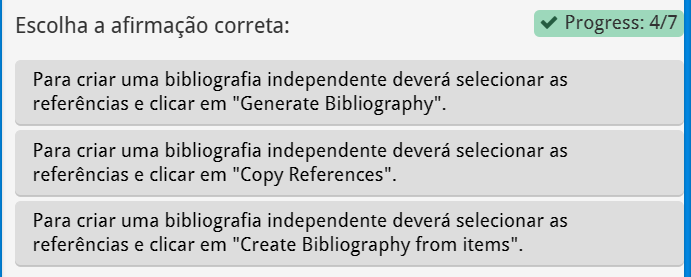 Escolha a afirmação correta:
Progress: 4/7
Para criar uma bibliografia independente deverá selecionar as
referências e clicar em "Generate Bibliography".
Para criar uma bibliografia independente deverá selecionar as
referências e clicar em "Copy References".
Para criar uma bibliografia independente deverá selecionar as
referências e clicar em "Create Bibliography from items".